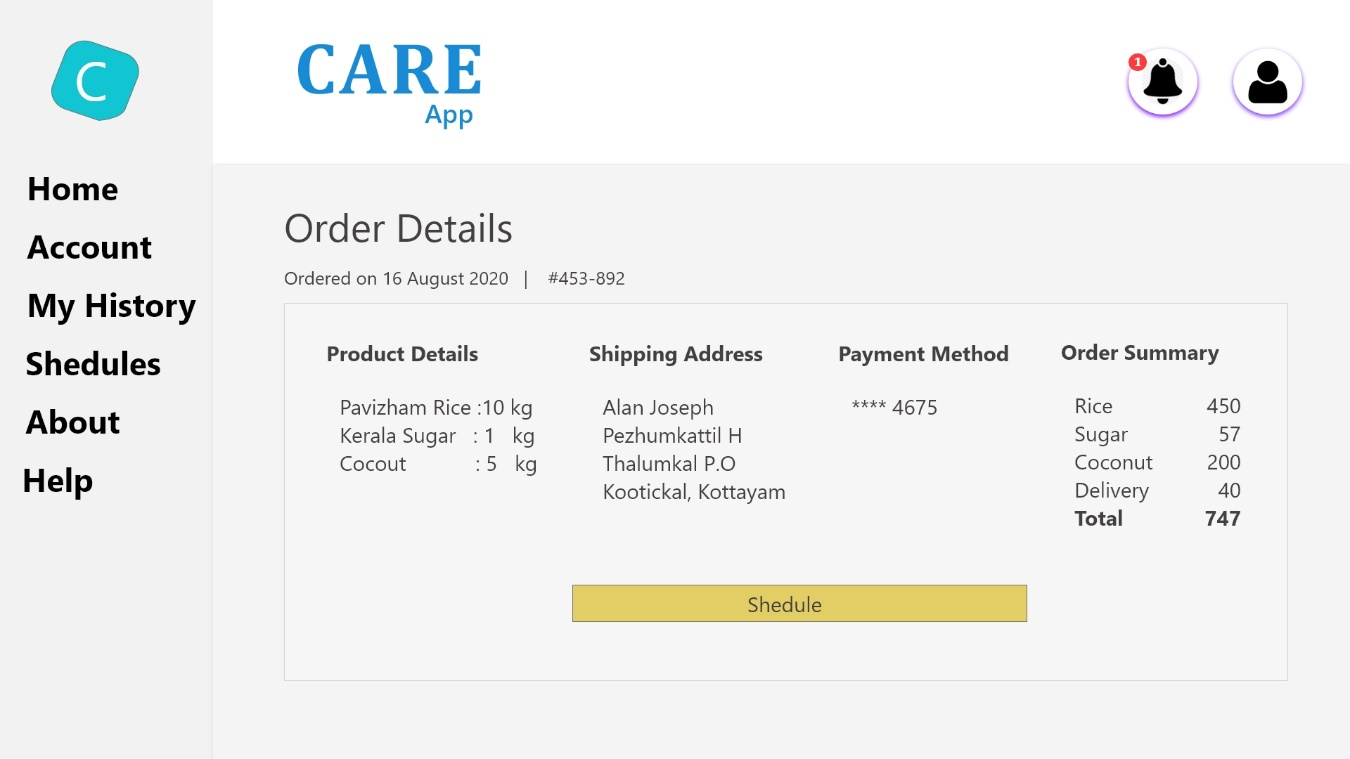 C
CARE
App
1
Home
Account
My History
Shedules
About
Help
Order Details
Ordered on 16 August 2020 | #453-892
Product Details
Pavizham Rice :10 kg
Kerala Sugar : 1 kg
Cocout : 5 kg
Shipping Address
Alan Joseph
Pezhumkattil H
Thalumkal P.O
Kootickal, Kottayam
Payment Method
**** 4675
Order Summary
Rice 450
Sugar 57
Coconut 200
Delivery 40
Total 747
Shedule